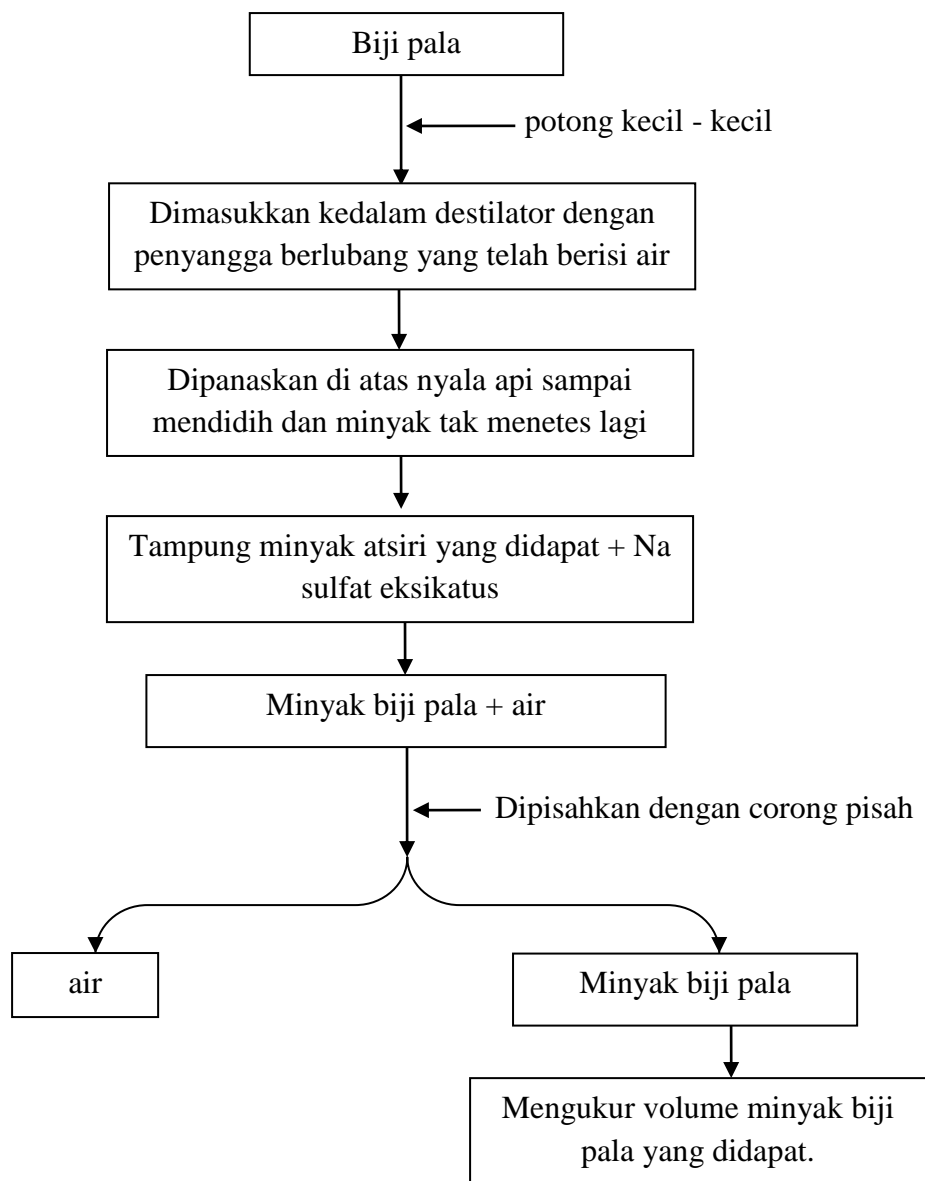 Biji pala
potong kecil - kecil
Dimasukkan kedalam destilator dengan
penyangga berlubang yang telah berisi air
Dipanaskan di atas nyala api sampai
mendidih dan minyak tak menetes lagi
Tampung minyak atsiri yang didapat + Na
sulfat eksikatus
Minyak biji pala + air
Dipisahkan dengan corong pisah
air
Minyak biji pala
Mengukur volume minyak biji
pala yang didapat.